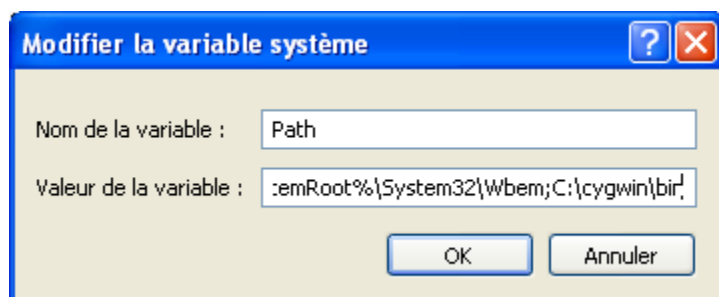 Modifier la variable système
Nom de la variable : Path
Valeur de la variable : :emRoot%\System32\Wbem;C:\cygwin\bin
OK Annuler